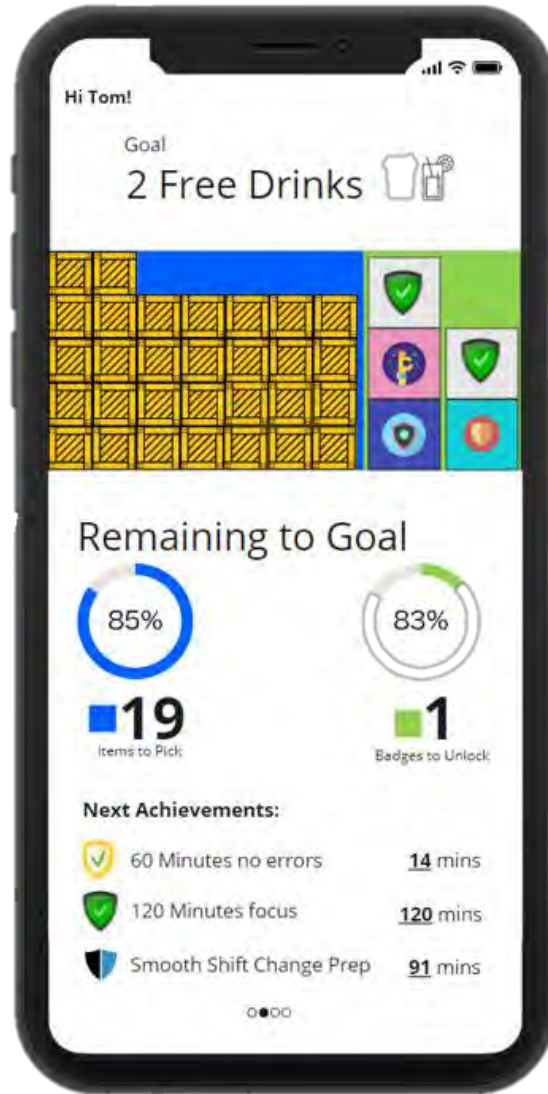 Hi Tom!
Goal
2 Free Drinks
Remaining to Goal
85%
83%
19
1
Items to Pick
Badges to Unlock
Next Achievements:
60 Minutes no errors 14 mins
120 Minutes focus 120 mins
Smooth Shift Change Prep 91 mins